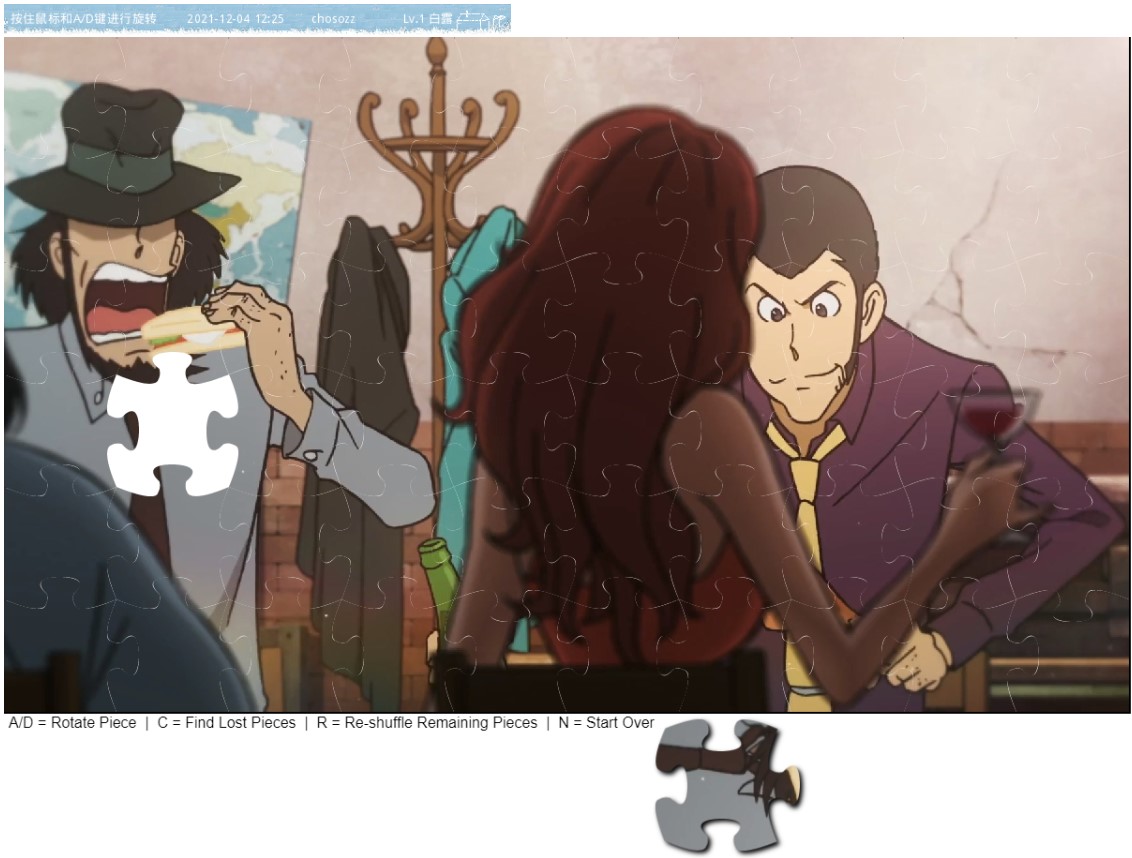 按住鼠标和A/D键进行旋转 2021-12-04 12:25 chosozz Lv.1 白露
A/D = Rotate Piece | C = Find Lost Pieces | R = Re-shuffle Remaining Pieces | N = Start Over